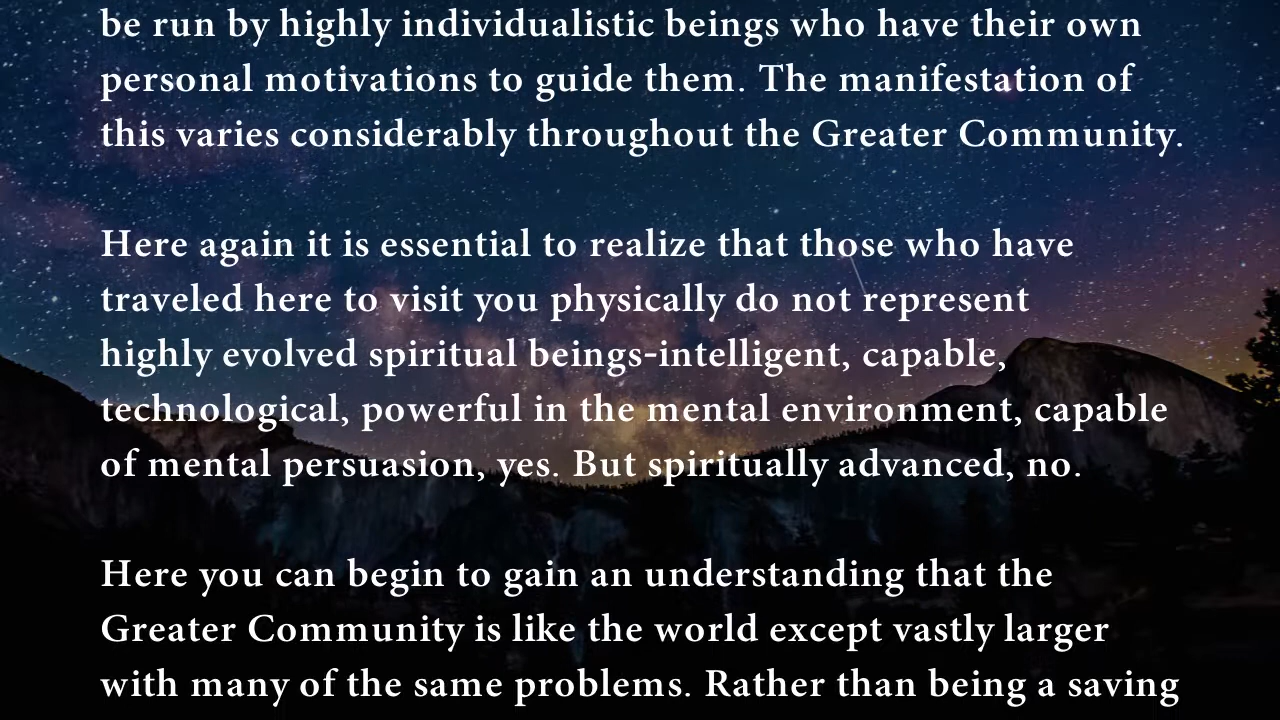 be run by highly individualistic beings who have their own
personal motivations to guide them. The manifestation of
this varies considerably throughout the Greater Community.
Here again it is essential to realize that those who have
traveled here to visit you physically do not represent
highly evolved spiritual beings-intelligent, capable,
technological, powerful in the mental environment, capable
of mental persuasion, yes. But spiritually advanced, no.
Here you can begin to gain an understanding that the
Greater Community is like the world except vastly larger
with many of the same problems. Rather than being a saving